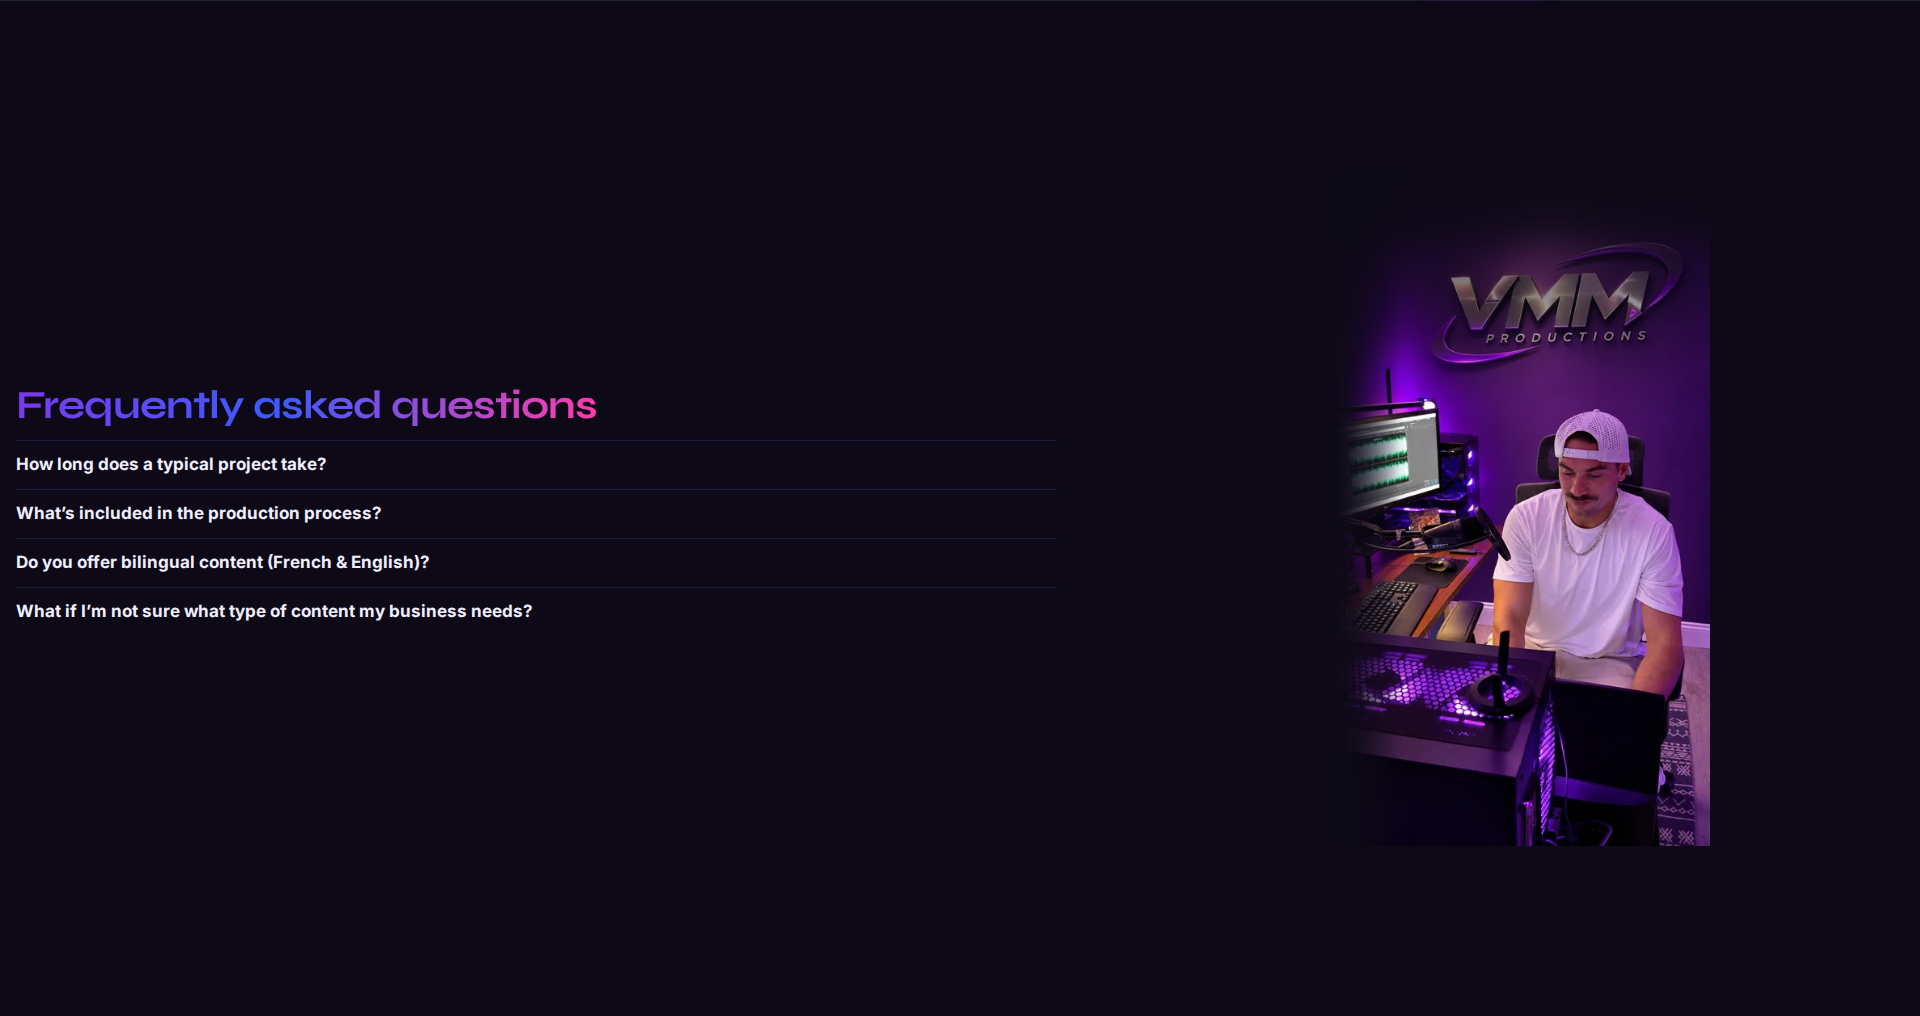 Frequently asked questions
How long does a typical project take?
What's included in the production process?
Do you offer bilingual content (French & English)?
What if I'm not sure what type of content my business needs?
VMM
PRODUCTIONS